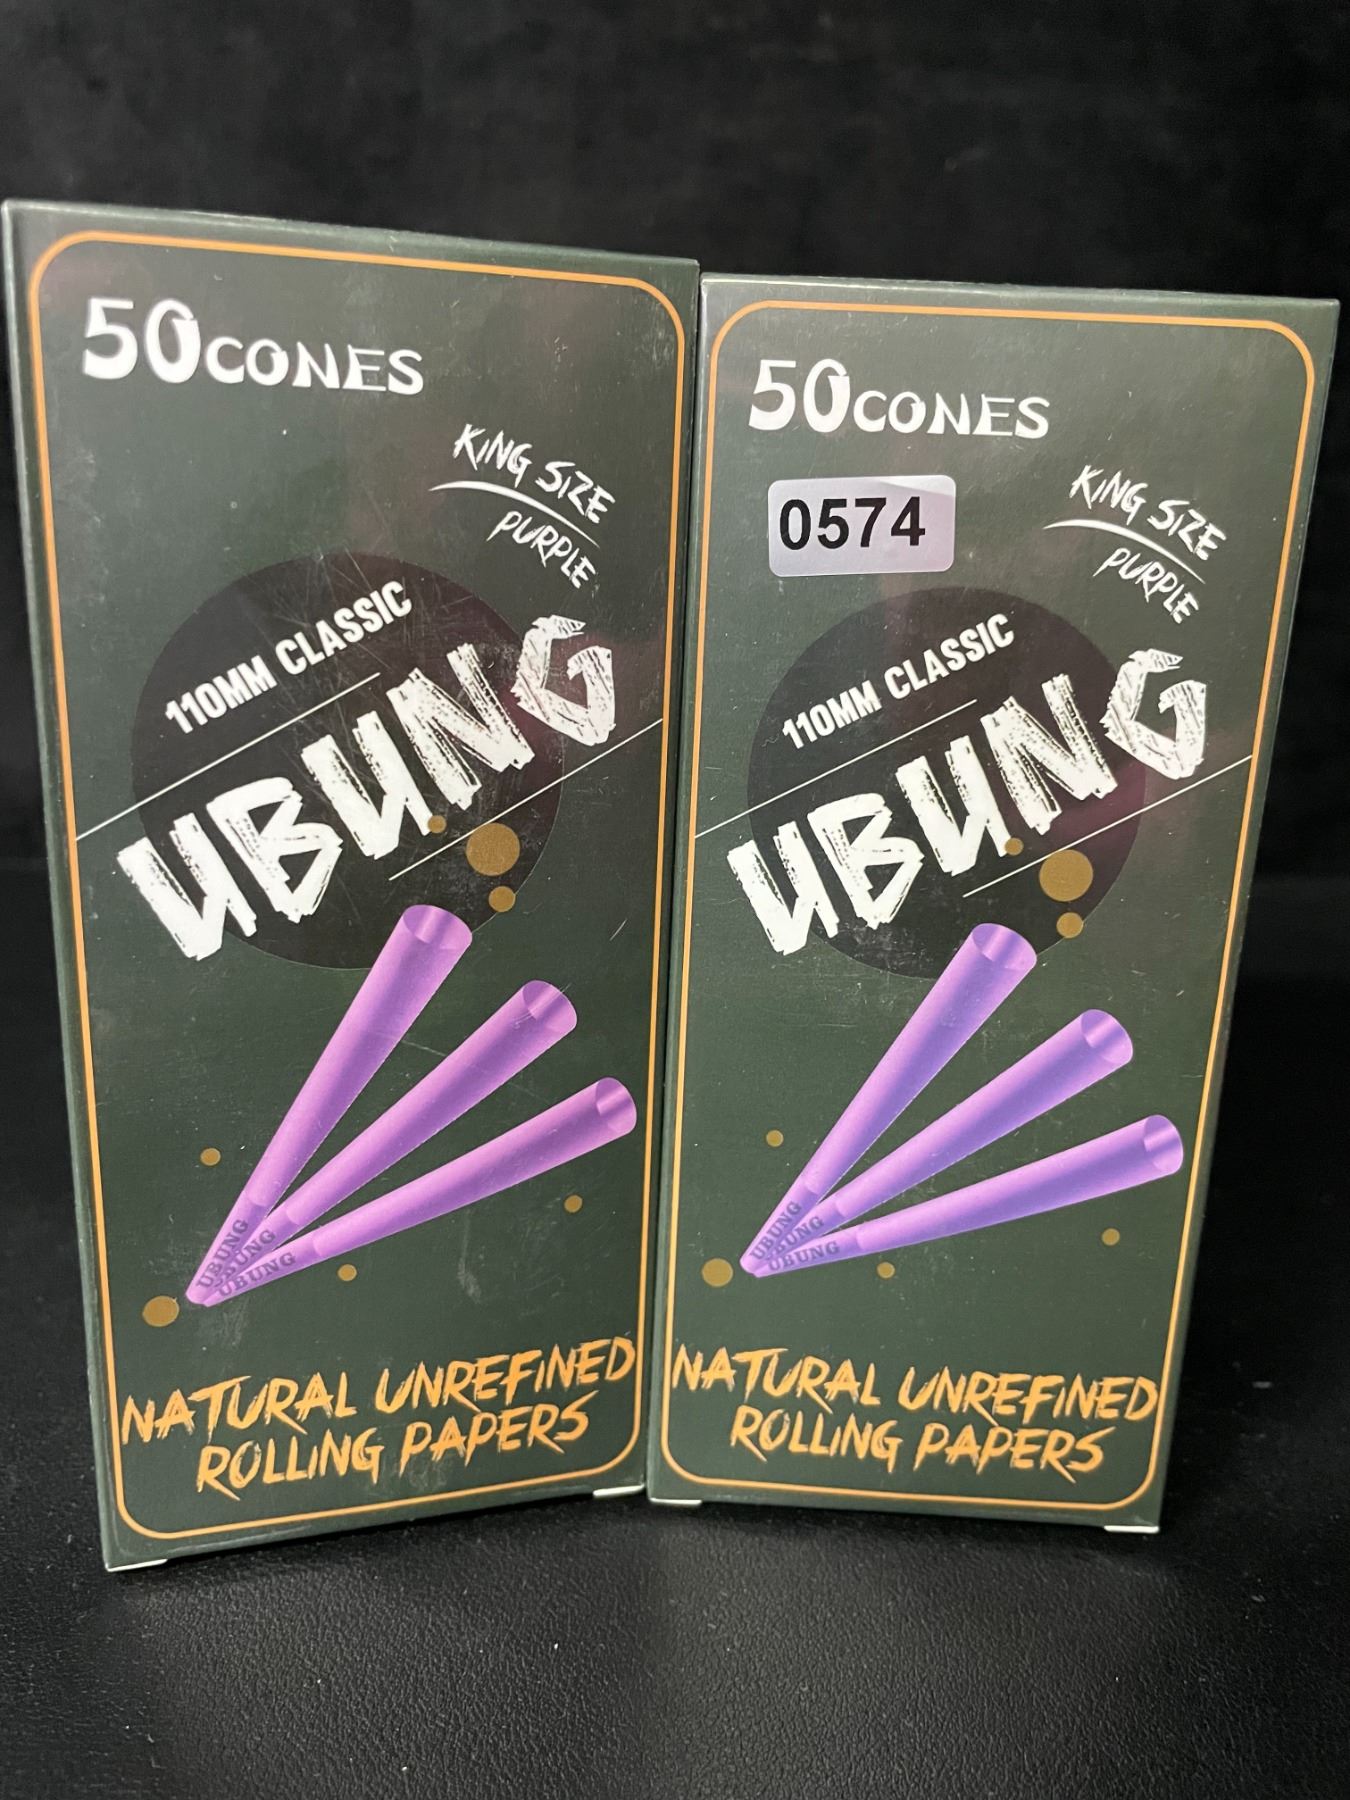 50CONES
KING SIZE
PURPLE
110MM CLASSIC
UBUNG
UBUNG
UBUNG
UBUNG
NATURAL UNREFINED
ROLLING PAPERS
50CONES
0574
KING SIZE
PURPLE
110MM CLASSIC
UBUNG
UBUNG
UBUNG
UBUNG
NATURAL UNREFINED
ROLLING PAPERS